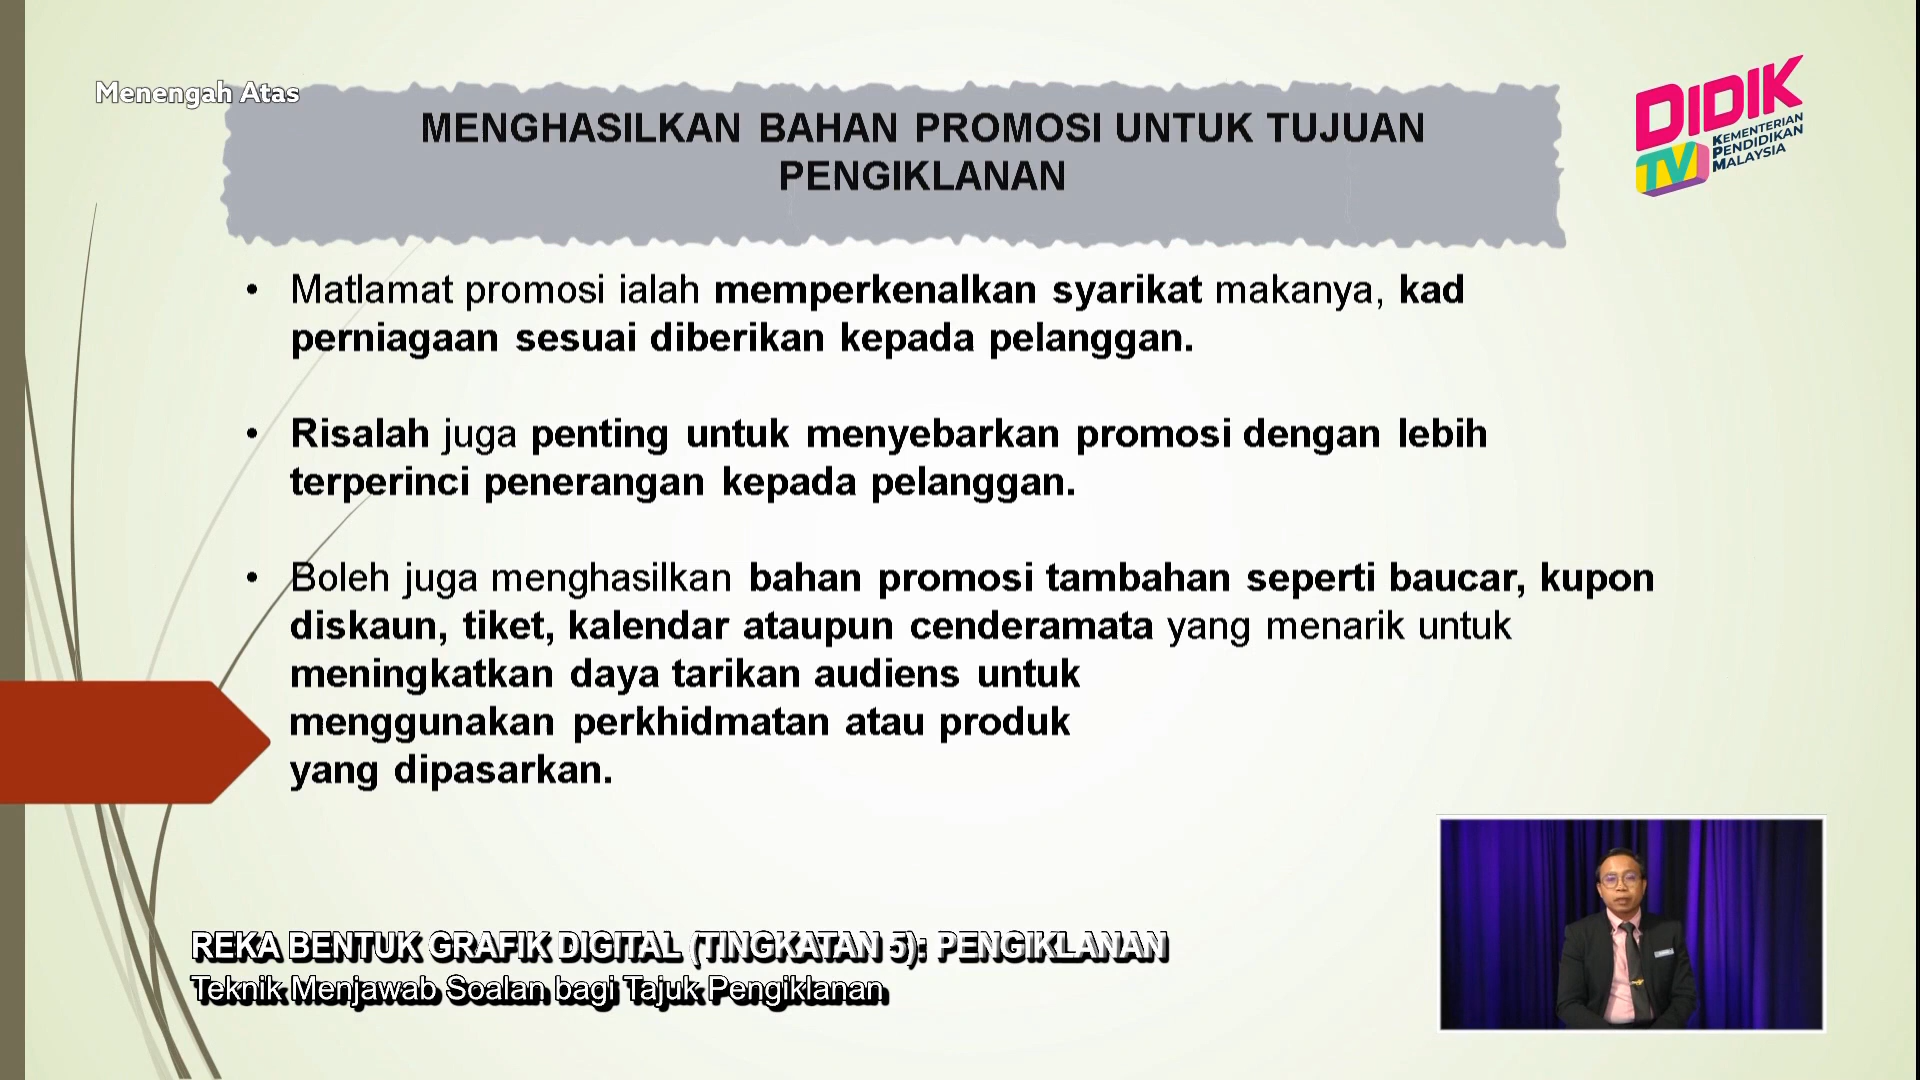 Menengah Atas
MENGHASILKAN BAHAN PROMOSI UNTUK TUJUAN
PENGIKLANAN
DIDIK
TV
KEMENTERIAN
PENDIDIKAN
MALAYSIA
• Matlamat promosi ialah memperkenalkan syarikat makanya, kad
perniagaan sesuai diberikan kepada pelanggan.
• Risalah juga penting untuk menyebarkan promosi dengan lebih
terperinci penerangan kepada pelanggan.
• Boleh juga menghasilkan bahan promosi tambahan seperti baucar, kupon
diskaun, tiket, kalendar ataupun cenderamata yang menarik untuk
meningkatkan daya tarikan audiens untuk
menggunakan perkhidmatan atau produk
yang dipasarkan.
REKA BENTUK GRAFIK DIGITAL (TINGKATAN 5): PENGIKLANAN
Teknik Menjawab Soalan bagi Tajuk Pengiklanan